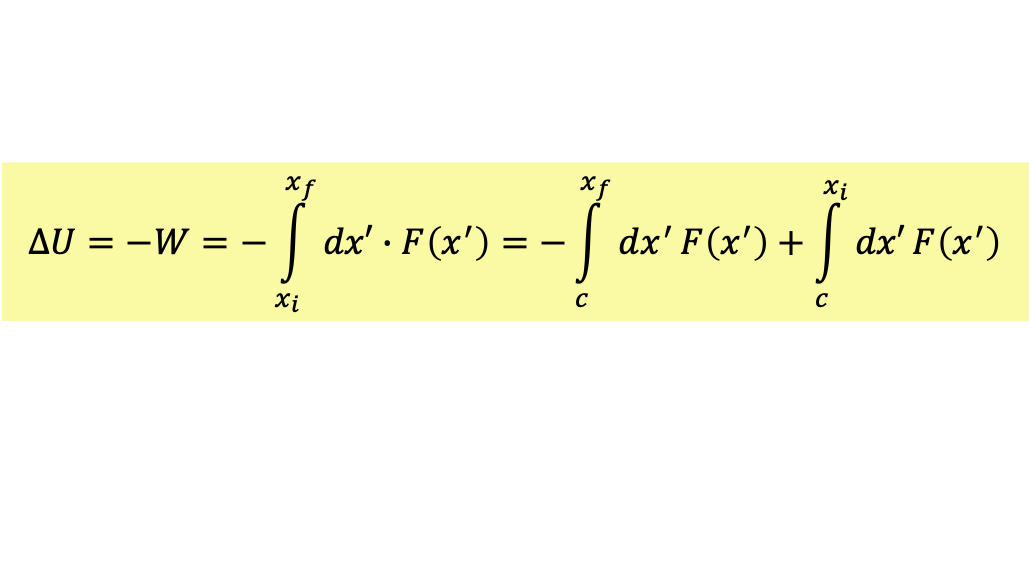 ΔU = −W = − ∫_{x_i}^{x_f} dx′ · F(x′) = − ∫_{c}^{x_f} dx′ F(x′) + ∫_{c}^{x_i} dx′ F(x′)